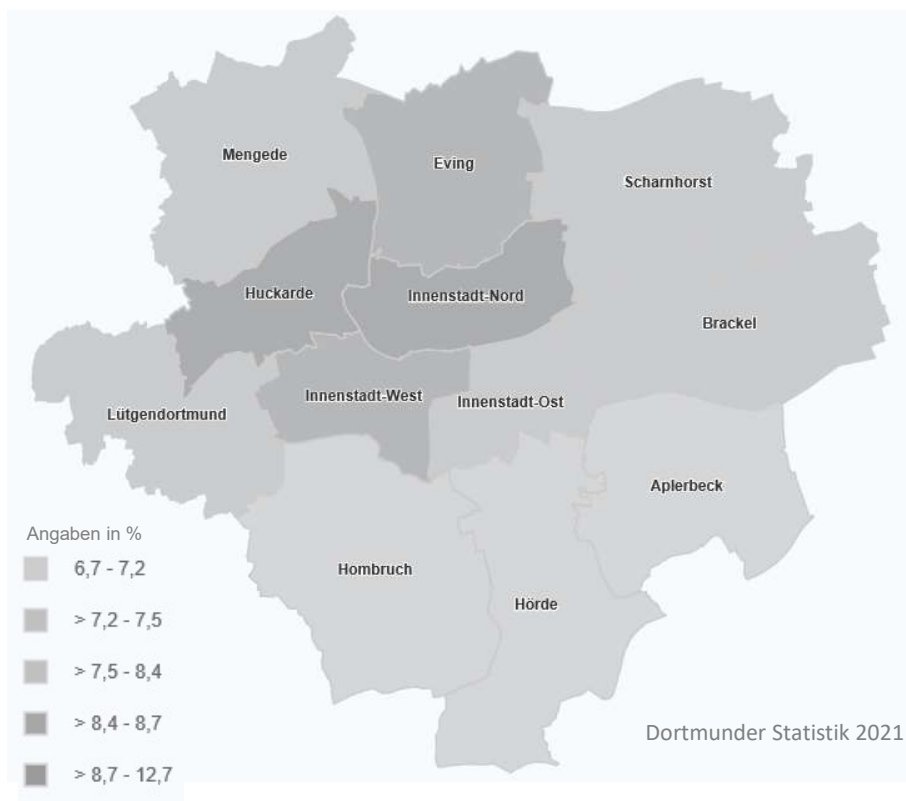 Mengede
Eving
Scharnhorst
Huckarde
Innenstadt-Nord
Brackel
Innenstadt-West
Innenstadt-Ost
Lütgendortmund
Aplerbeck
Hombruch
Hörde
Angaben in %
6,7 - 7,2
> 7,2 - 7,5
> 7,5 - 8,4
> 8,4 - 8,7
> 8,7 - 12,7
Dortmunder Statistik 2021